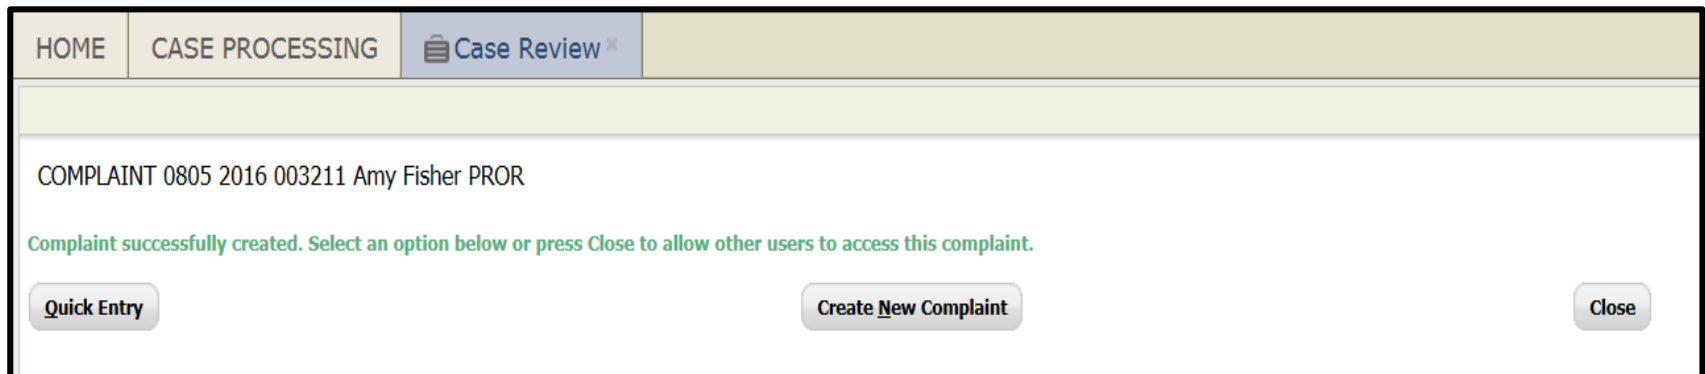 HOME CASE PROCESSING Case Review ×
COMPLAINT 0805 2016 003211 Amy Fisher PROR
Complaint successfully created. Select an option below or press Close to allow other users to access this complaint.
Quick Entry Create New Complaint Close